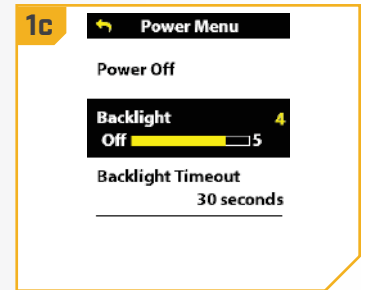 1c
Power Menu
Power Off
Backlight 4
Off 5
Backlight Timeout
30 seconds